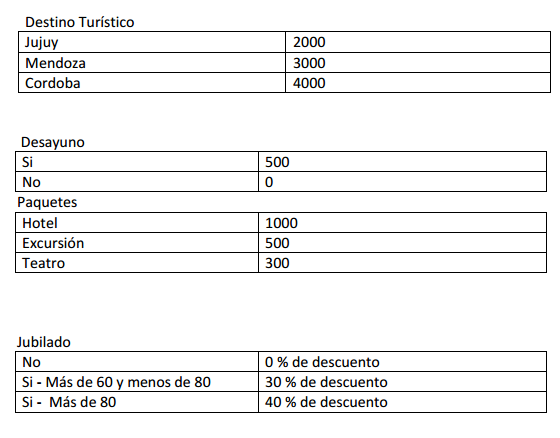 Destino Turístico
Jujuy 2000
Mendoza 3000
Cordoba 4000
Desayuno
Si 500
No 0
Paquetes
Hotel 1000
Excursión 500
Teatro 300
Jubilado
No 0 % de descuento
Si - Más de 60 y menos de 80 30 % de descuento
Si - Más de 80 40 % de descuento